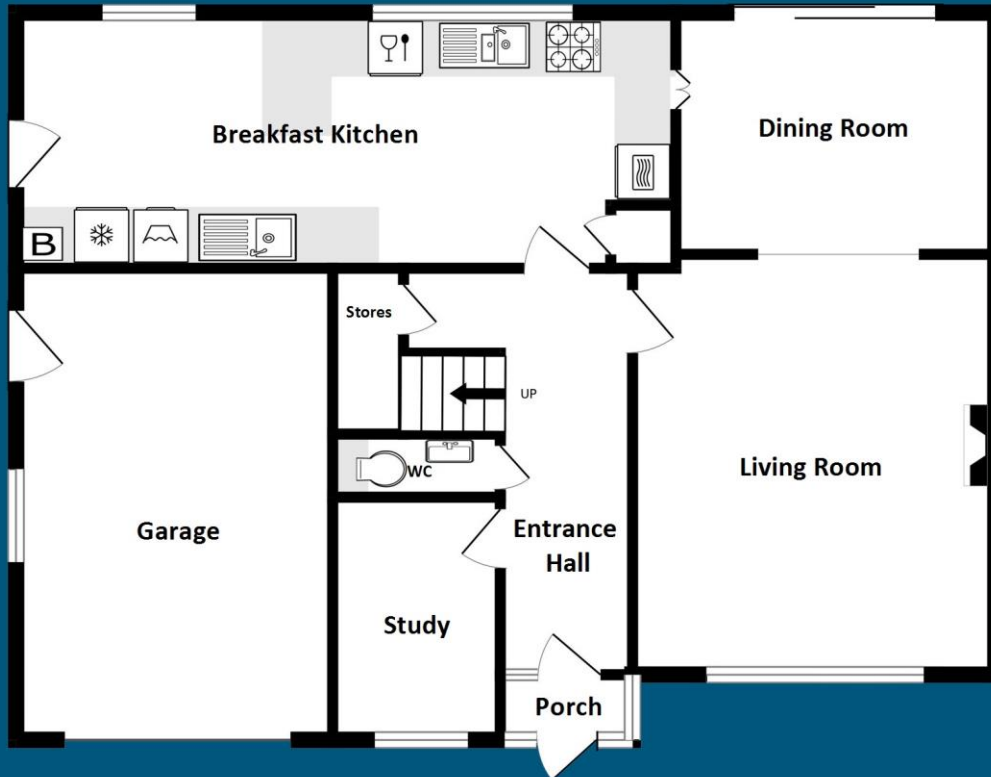 Breakfast Kitchen
Dining Room
B
Stores
UP
WC
Living Room
Garage
Entrance
Hall
Study
Porch